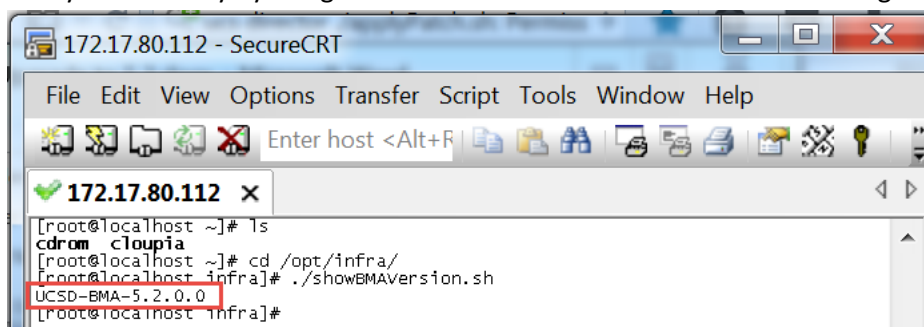 172.17.80.112 - SecureCRT
File Edit View Options Transfer Script Tools Window Help
Enter host <Alt+R
172.17.80.112 x
[root@localhost ~]# ls
cdrom cloupia
[root@localhost ~]# cd /opt/infra/
[root@localhost infra]# ./showBMAVersion.sh
UCSD-BMA-5.2.0.0
[root@localhost infra]#